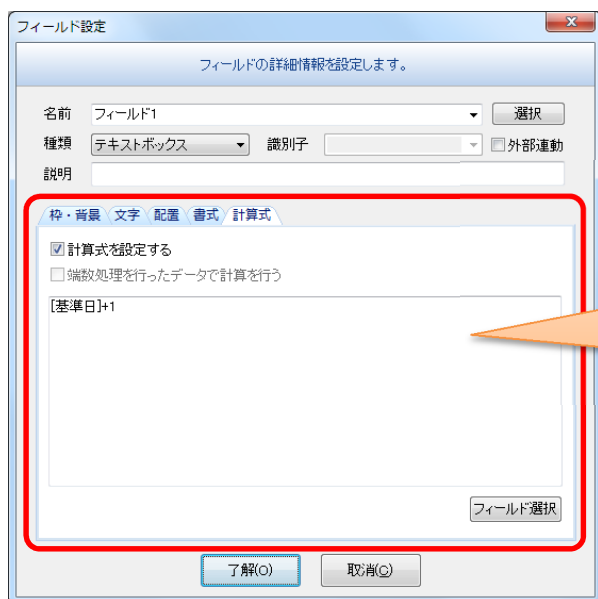 フィールド設定
フィールドの詳細情報を設定します。
名前 フィールド1 選択
種類 テキストボックス 識別子 外部連動
説明
枠・背景 文字 配置 書式 計算式
計算式を設定する
端数処理を行ったデータで計算を行う
[基準日]+1
フィールド選択
了解(O) 取消(C)